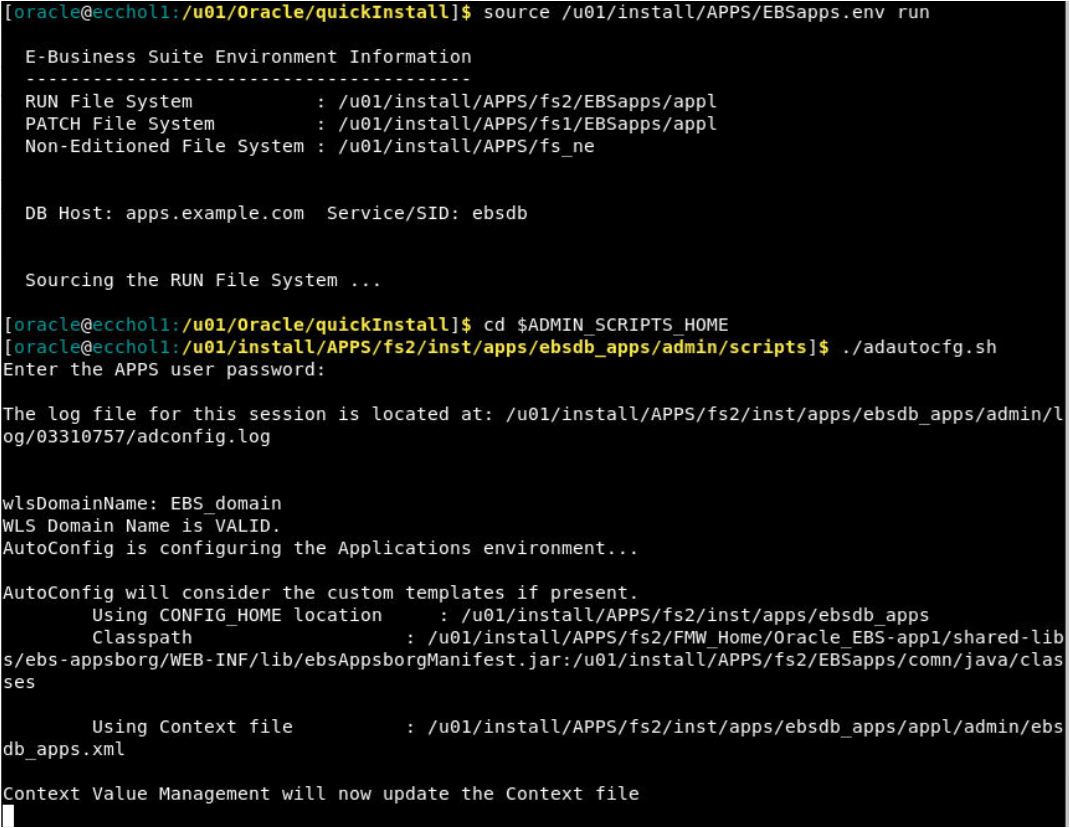 [oracle@ecchol1:/u01/Oracle/quickInstall]$ source /u01/install/APPS/EBSapps.env run
E-Business Suite Environment Information
----------------------------------------
RUN File System           : /u01/install/APPS/fs2/EBSapps/appl
PATCH File System         : /u01/install/APPS/fs1/EBSapps/appl
Non-Editioned File System : /u01/install/APPS/fs_ne
DB Host: apps.example.com  Service/SID: ebsdb
Sourcing the RUN File System ...
[oracle@ecchol1:/u01/Oracle/quickInstall]$ cd $ADMIN_SCRIPTS_HOME
[oracle@ecchol1:/u01/install/APPS/fs2/inst/apps/ebsdb_apps/admin/scripts]$ ./adautocfg.sh
Enter the APPS user password:
The log file for this session is located at: /u01/install/APPS/fs2/inst/apps/ebsdb_apps/admin/l
og/03310757/adconfig.log
wlsDomainName: EBS_domain
WLS Domain Name is VALID.
AutoConfig is configuring the Applications environment...
AutoConfig will consider the custom templates if present.
Using CONFIG_HOME location     : /u01/install/APPS/fs2/inst/apps/ebsdb_apps
Classpath                   : /u01/install/APPS/fs2/FMW_Home/Oracle_EBS-app1/shared-lib
s/ebs-appsborg/WEB-INF/lib/ebsAppsborgManifest.jar:/u01/install/APPS/fs2/EBSapps/comn/java/clas
ses
Using Context file          : /u01/install/APPS/fs2/inst/apps/ebsdb_apps/appl/admin/ebs
db_apps.xml
Context Value Management will now update the Context file